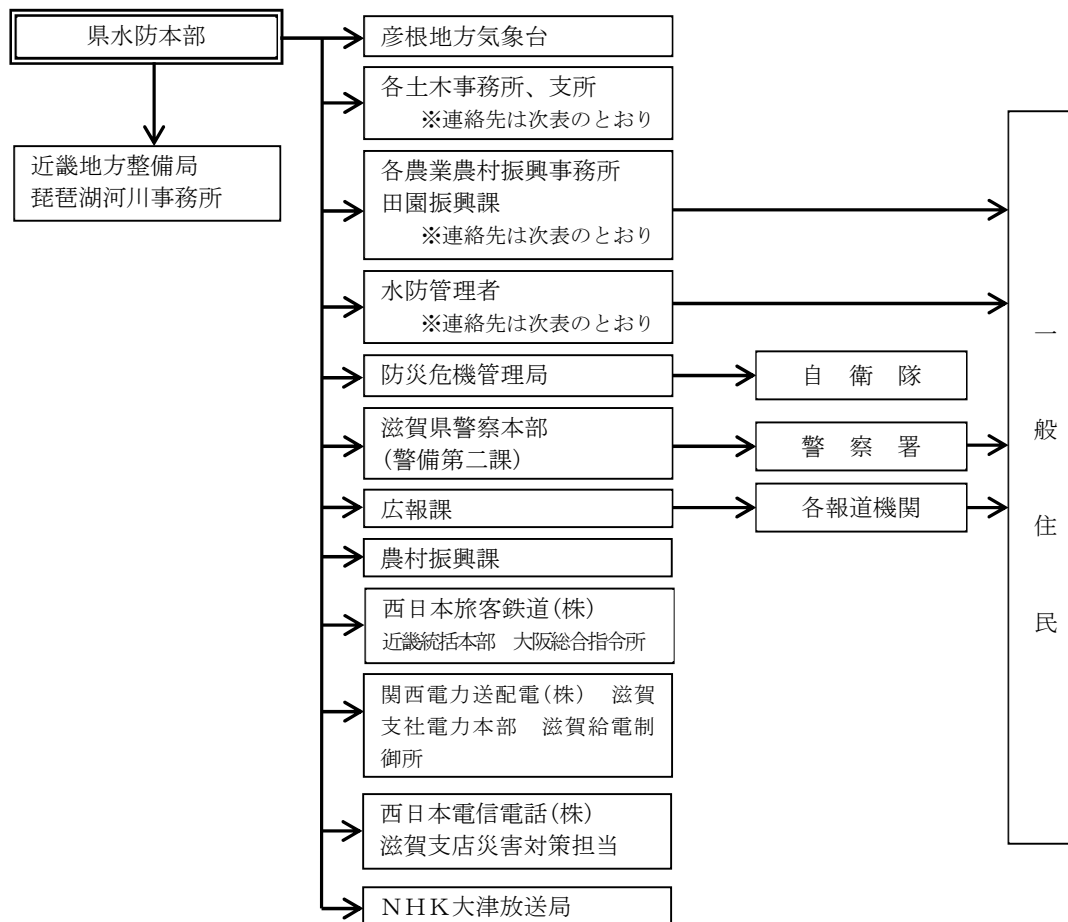 県水防本部
近畿地方整備局
琵琶湖河川事務所
彦根地方気象台
各土木事務所、支所
※連絡先は次表のとおり
各農業農村振興事務所
田園振興課
※連絡先は次表のとおり
水防管理者
※連絡先は次表のとおり
防災危機管理局
自　衛　隊
滋賀県警察本部
(警備第二課)
警　察　署
広報課
各報道機関
農村振興課
西日本旅客鉄道(株)
近畿統括本部　大阪総合指令所
関西電力送配電(株)　滋賀
支社電力本部　滋賀給電制
御所
西日本電信電話(株)
滋賀支店災害対策担当
ＮＨＫ大津放送局
一般住民